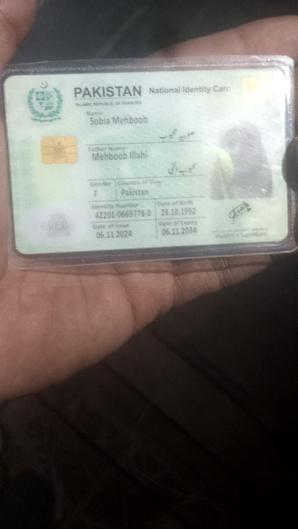 PAKISTAN National Identity Card
ISLAMIC REPUBLIC OF PAKISTAN
Name
Sobia Mehboob
صوبیہ محبوب
Father Name
Mehboob Illahi
محبوب الٰہی
Gender Country of Stay
F Pakistan
Identity Number Date of Birth
42201-0669778-0 29.10.1992
Date of Issue Date of Expiry
06.11.2024 06.11.2034
Holder's Signature